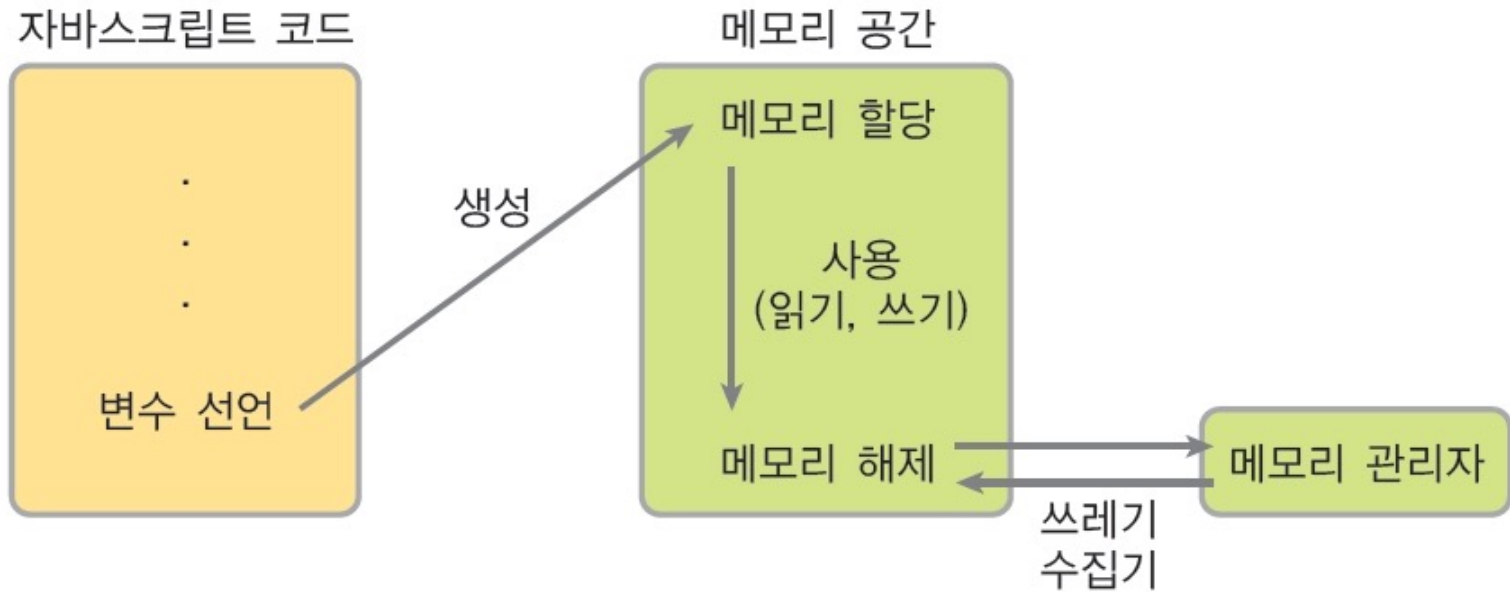 자바스크립트 코드
메모리 공간
.
.
.
변수 선언
생성
메모리 할당
사용
(읽기, 쓰기)
메모리 해제
메모리 관리자
쓰레기
수집기